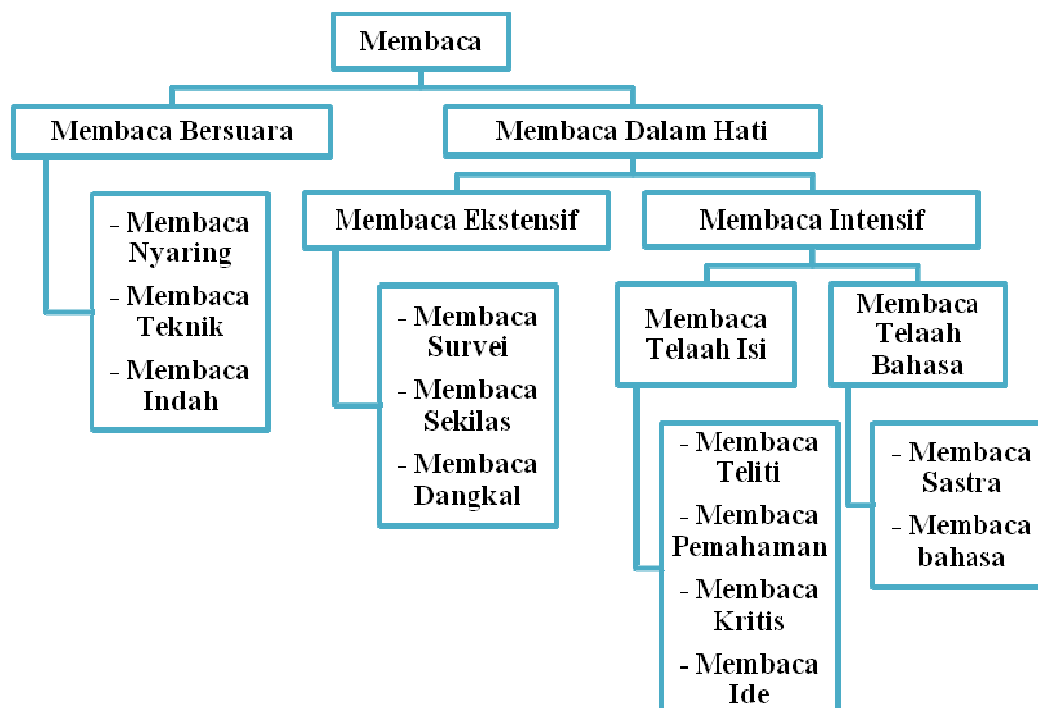 Membaca
Membaca Bersuara
Membaca Dalam Hati
- Membaca
Nyaring
- Membaca
Teknik
- Membaca
Indah
Membaca Ekstensif
Membaca Intensif
- Membaca
Survei
- Membaca
Sekilas
- Membaca
Dangkal
Membaca
Telaah Isi
Membaca
Telaah
Bahasa
- Membaca
Teliti
- Membaca
Pemahaman
- Membaca
Kritis
- Membaca
Ide
- Membaca
Sastra
- Membaca
bahasa